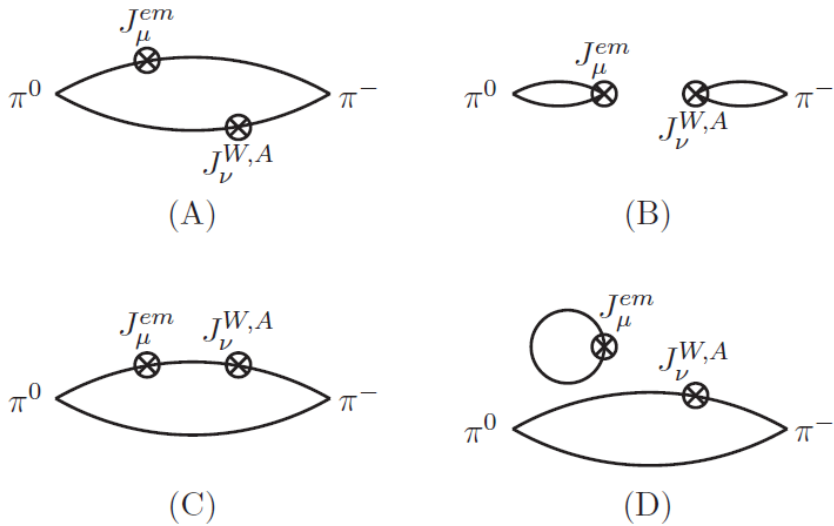 J_μ^{em}
π^0
π^-
J_ν^{W,A}
(A)
J_μ^{em}
π^0
π^-
J_ν^{W,A}
(B)
J_μ^{em} J_ν^{W,A}
π^0
π^-
(C)
J_μ^{em}
J_ν^{W,A}
π^0
π^-
(D)